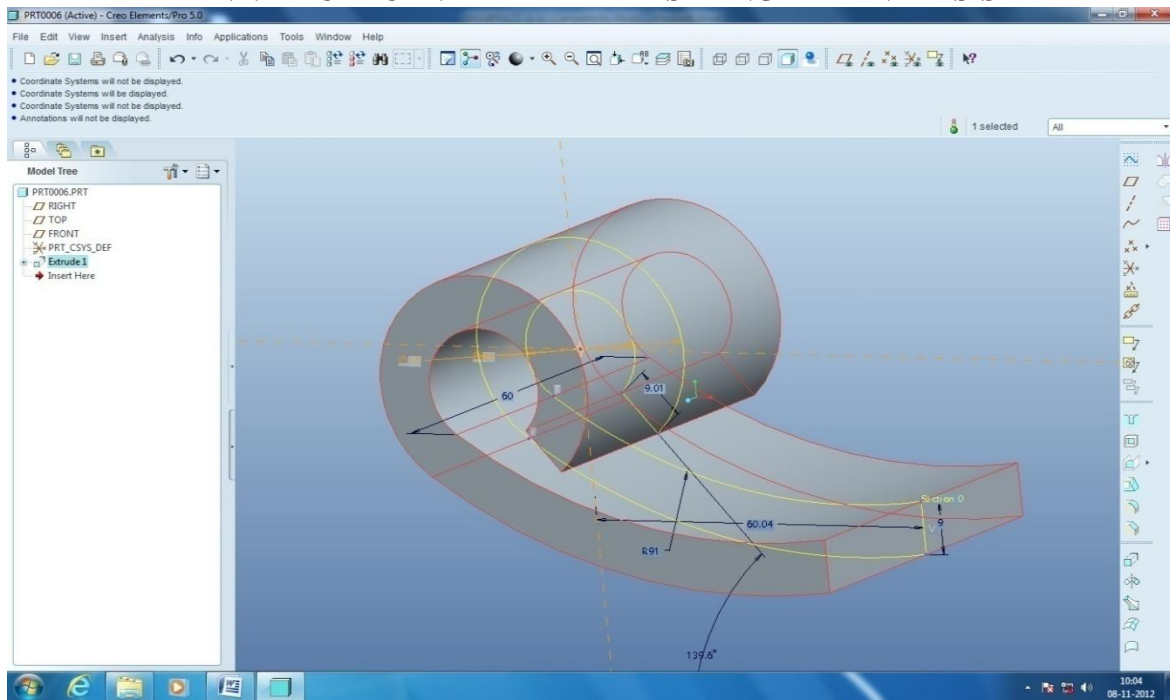 PRT0006 (Active) - Creo Elements/Pro 5.0
File Edit View Insert Analysis Info Applications Tools Window Help
• Coordinate Systems will not be displayed.
• Coordinate Systems will be displayed.
• Coordinate Systems will not be displayed.
• Annotations will not be displayed.
1 selected
All
Model Tree
PRT0006.PRT
RIGHT
TOP
FRONT
PRT_CSYS_DEF
Extrude 1
Insert Here
9.01
60
Section 0
60.04
9
R91
139.6°
10:04
08-11-2012